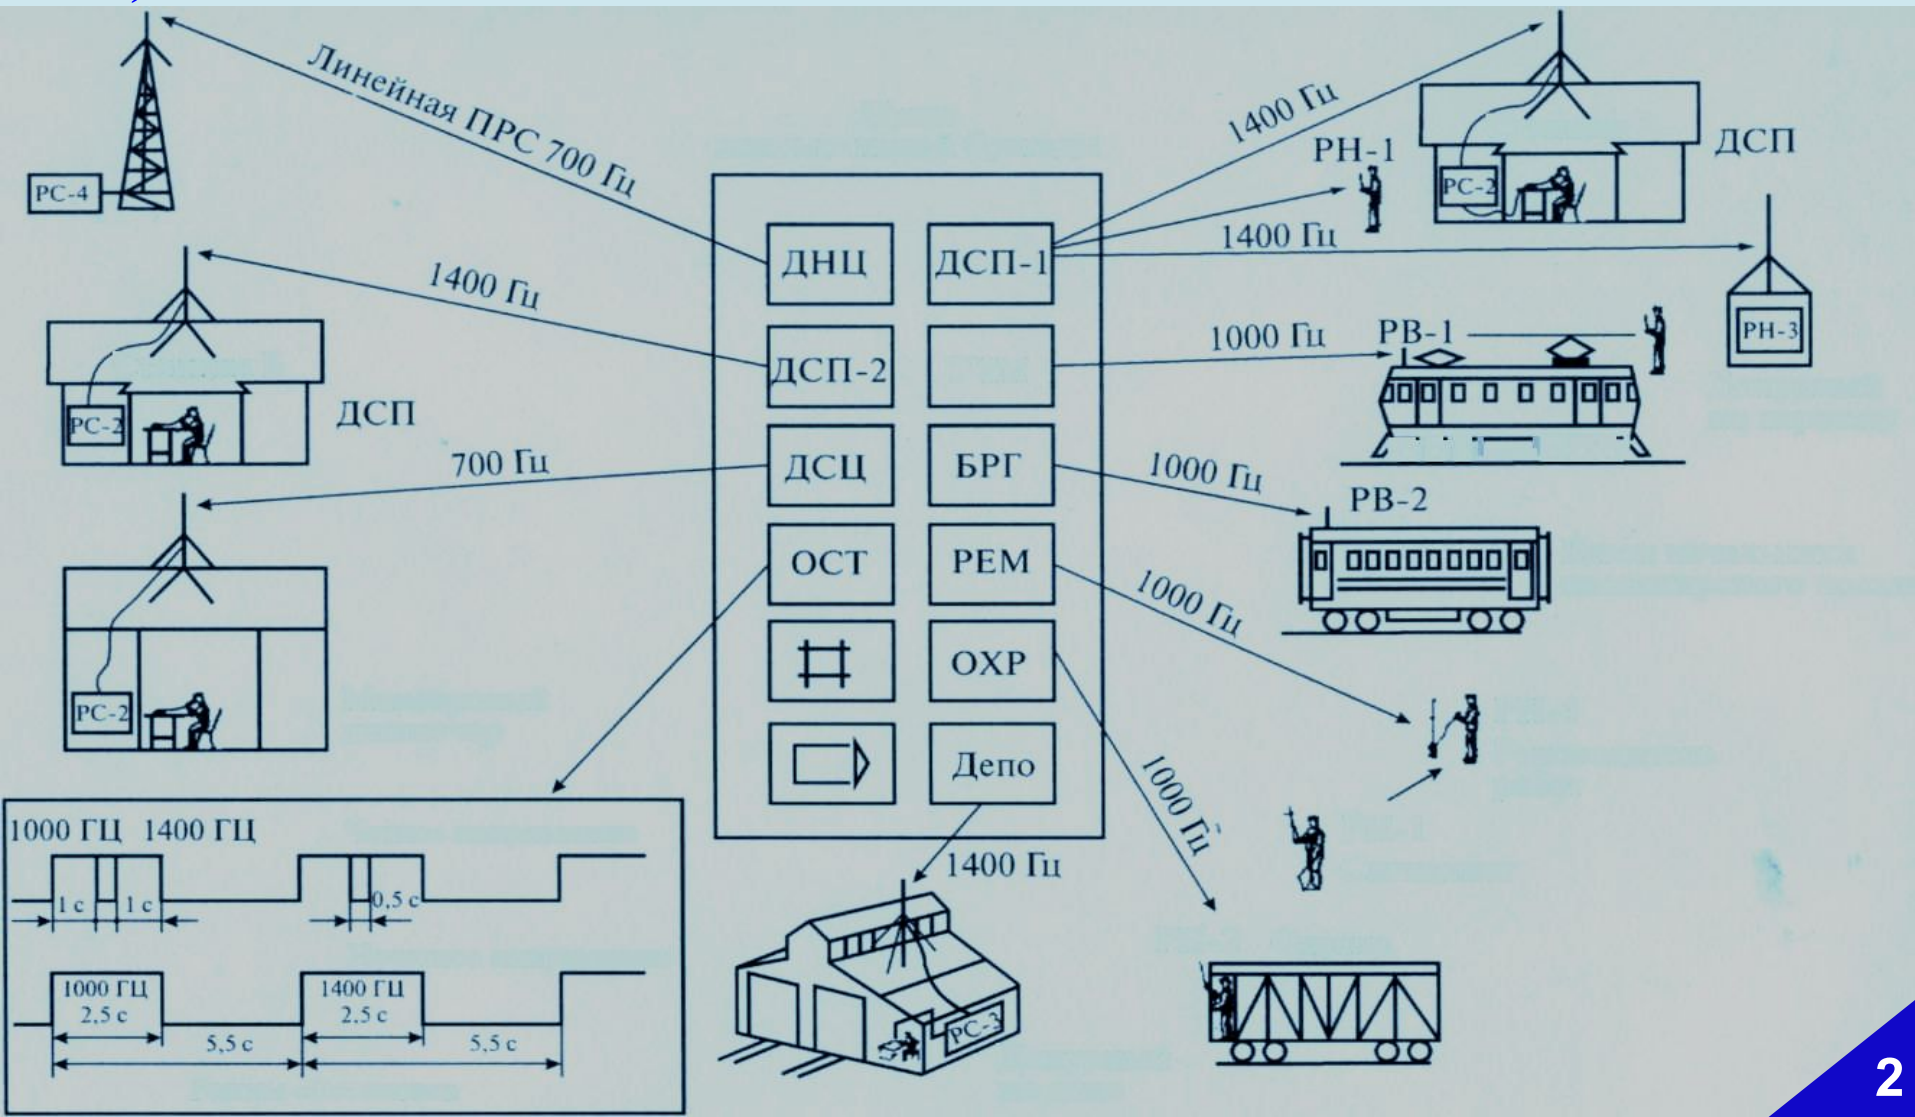 Линейная ПРС 700 Гц
РС-4
1400 Гц
РС-2
ДСП
700 Гц
РС-2
ДНЦ
ДСП-1
ДСП-2
ДСЦ
БРГ
ОСТ
РЕМ
ОХР
Депо
1400 Гц
РН-1
РС-2
ДСП
1400 Гц
РН-3
1000 Гц
РВ-1
1000 Гц
РВ-2
1000 Гц
1000 Гц
1400 Гц
РС-3
1000 ГЦ 1400 ГЦ
1 с
1 с
0,5 с
1000 ГЦ
2,5 с
1400 ГЦ
2,5 с
5,5 с
5,5 с
2